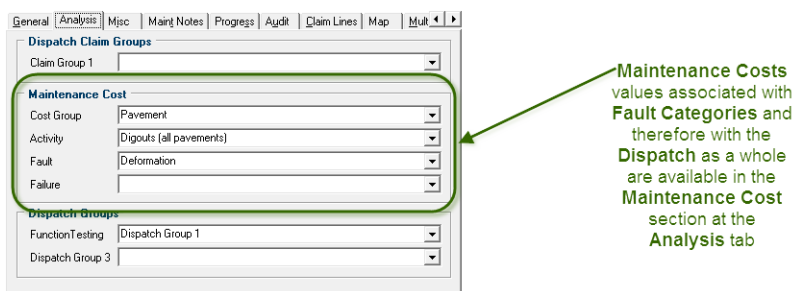 General Analysis Misc Maint Notes Progress Audit Claim Lines Map Mult
Dispatch Claim Groups
Claim Group 1
Maintenance Cost
Cost Group Pavement
Activity Digouts (all pavements)
Fault Deformation
Failure
Dispatch Groups
FunctionTesting Dispatch Group 1
Dispatch Group 3
Maintenance Costs
values associated with
Fault Categories and
therefore with the
Dispatch as a whole
are available in the
Maintenance Cost
section at the
Analysis tab